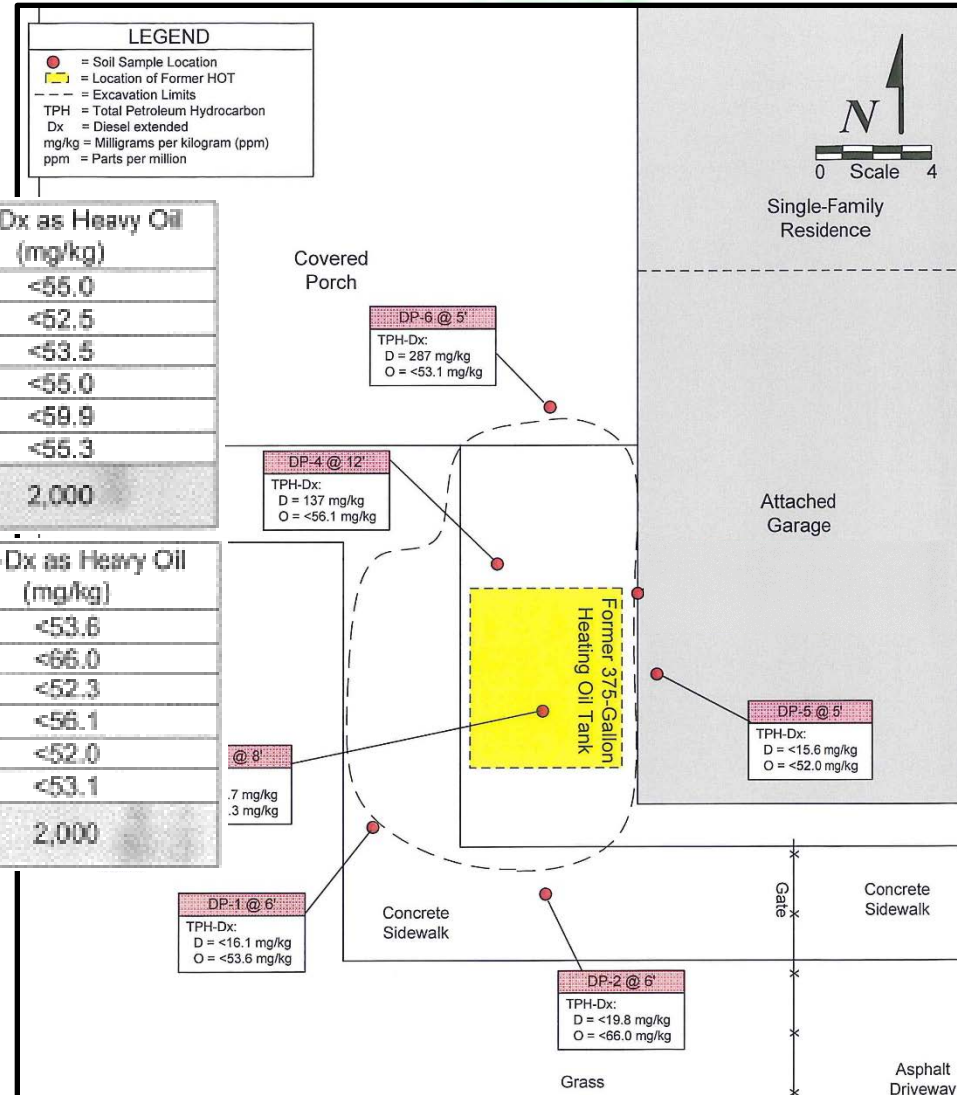 LEGEND
= Soil Sample Location
= Location of Former HOT
= Excavation Limits
TPH = Total Petroleum Hydrocarbon
Dx = Diesel extended
mg/kg = Milligrams per kilogram (ppm)
ppm = Parts per million
N
0 Scale 4
Single-Family
Residence
Dx as Heavy Oil
(mg/kg)
<55.0
<52.5
<53.5
<55.0
<59.9
<55.3
2,000
Covered
Porch
DP-6 @ 5'
TPH-Dx:
D = 287 mg/kg
O = <53.1 mg/kg
DP-4 @ 12'
TPH-Dx:
D = 137 mg/kg
O = <56.1 mg/kg
Attached
Garage
-Dx as Heavy Oil
(mg/kg)
<53.6
<66.0
<52.3
<56.1
<52.0
<53.1
2,000
Former 375-Gallon
Heating Oil Tank
@ 8'
.7 mg/kg
.3 mg/kg
DP-5 @ 5'
TPH-Dx:
D = <15.6 mg/kg
O = <52.0 mg/kg
DP-1 @ 6'
TPH-Dx:
D = <16.1 mg/kg
O = <53.6 mg/kg
Concrete
Sidewalk
Gate
Concrete
Sidewalk
DP-2 @ 6'
TPH-Dx:
D = <19.8 mg/kg
O = <66.0 mg/kg
Grass
Asphalt
Driveway